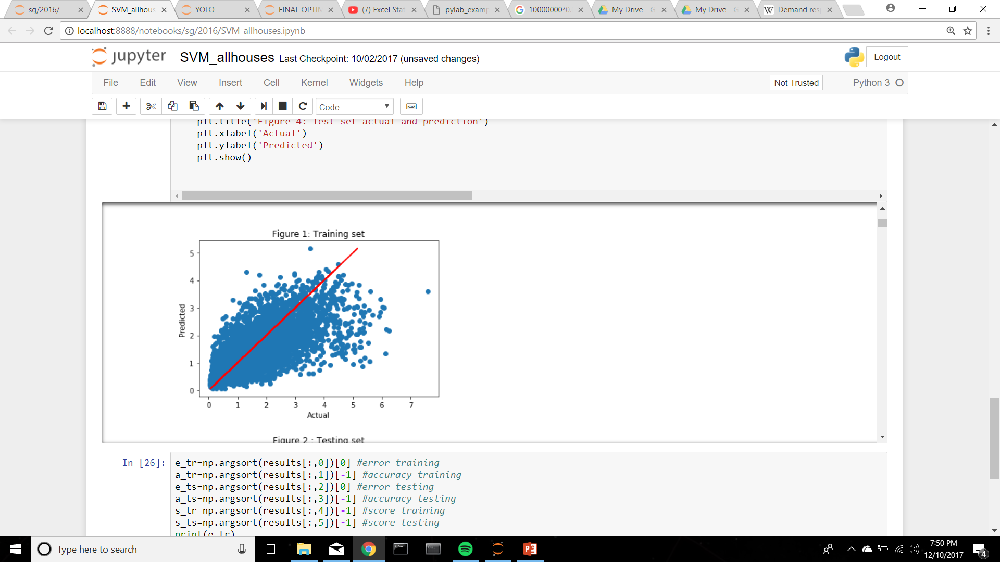 sg/2016/
SVM_allhous
YOLO
FINAL OPTIM
(7) Excel Stat
pylab_examp
10000000*0.
My Drive - G
My Drive - G
Demand res
localhost:8888/notebooks/sg/2016/SVM_allhouses.ipynb
jupyter SVM_allhouses Last Checkpoint: 10/02/2017 (unsaved changes)
Logout
File Edit View Insert Cell Kernel Widgets Help
Not Trusted
Python 3
Code
plt.title('Figure 4: Test set actual and prediction')
plt.xlabel('Actual')
plt.ylabel('Predicted')
plt.show()
Figure 1: Training set
5
4
3
2
1
0
Predicted
0 1 2 3 4 5 6 7
Actual
Figure 2 : Testing set
In [26]:
e_tr=np.argsort(results[:,0])[0] #error training
a_tr=np.argsort(results[:,1])[-1] #accuracy training
e_ts=np.argsort(results[:,2])[0] #error testing
a_ts=np.argsort(results[:,3])[-1] #accuracy testing
s_tr=np.argsort(results[:,4])[-1] #score training
s_ts=np.argsort(results[:,5])[-1] #score testing
print(e_tr)
Type here to search
7:50 PM
12/10/2017
4